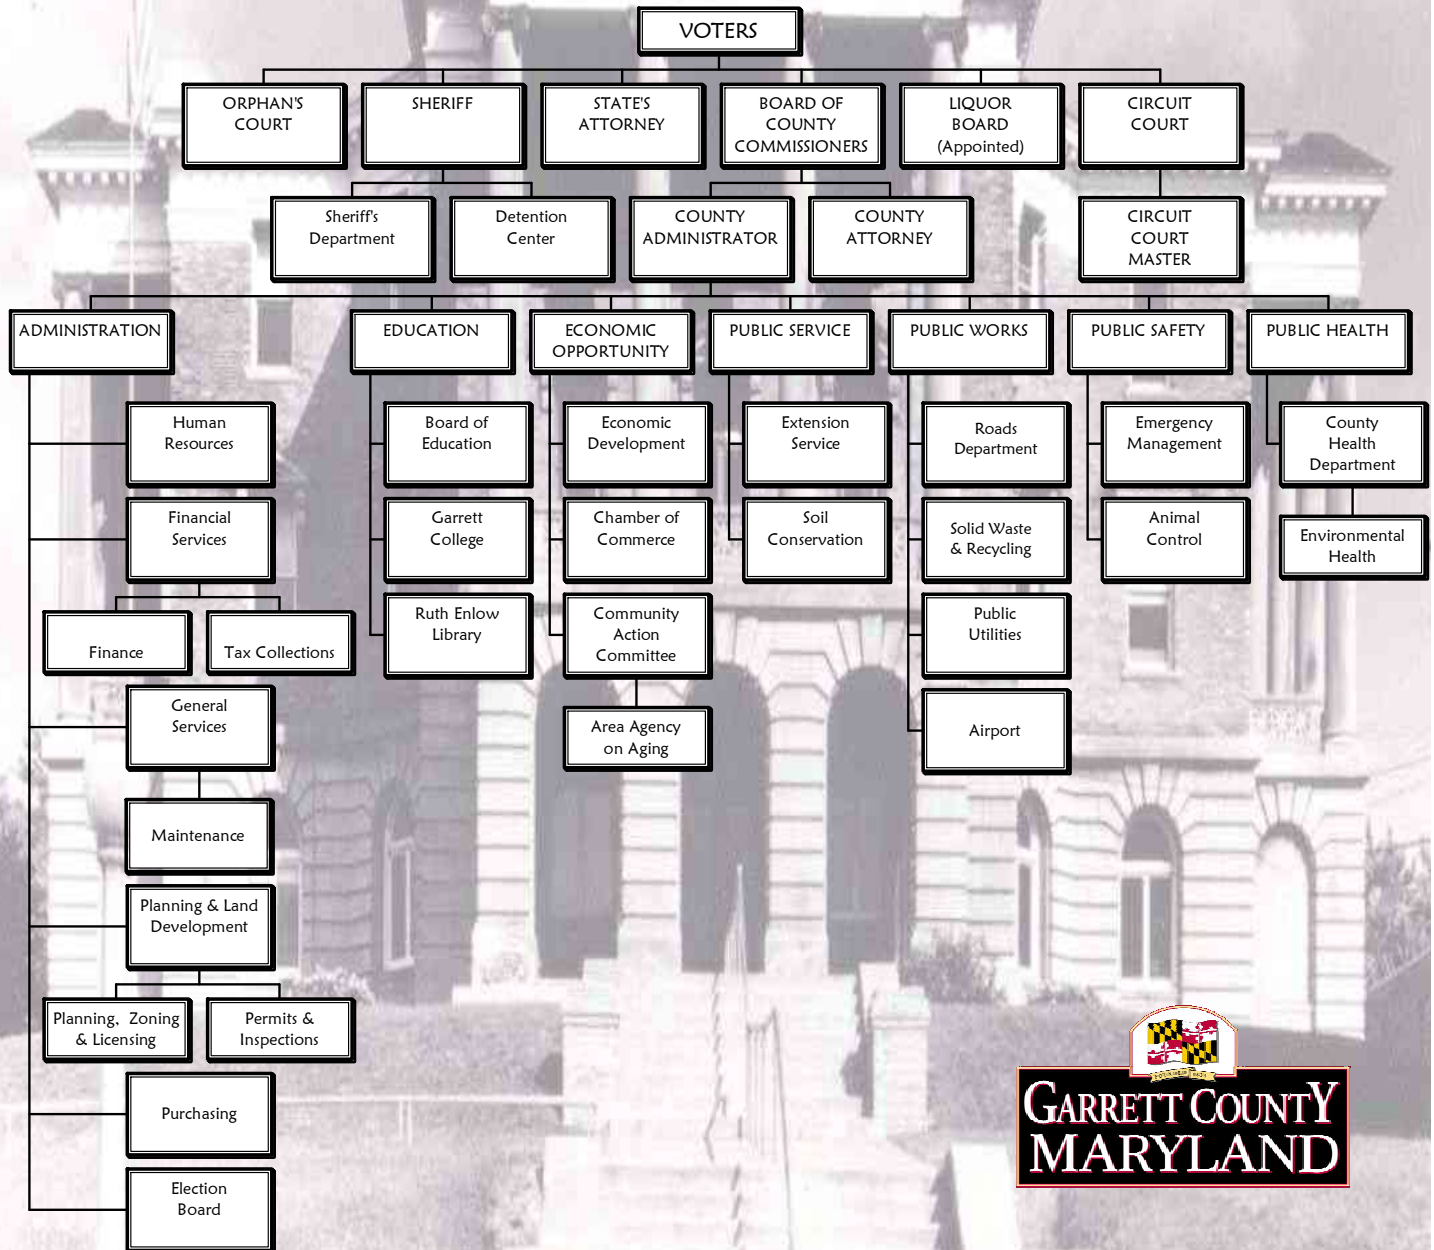 VOTERS
ORPHAN'S
COURT
SHERIFF
STATE'S
ATTORNEY
BOARD OF
COUNTY
COMMISSIONERS
LIQUOR
BOARD
(Appointed)
CIRCUIT
COURT
Sheriff's
Department
Detention
Center
COUNTY
ADMINISTRATOR
COUNTY
ATTORNEY
CIRCUIT
COURT
MASTER
ADMINISTRATION
EDUCATION
ECONOMIC
OPPORTUNITY
PUBLIC SERVICE
PUBLIC WORKS
PUBLIC SAFETY
PUBLIC HEALTH
Human
Resources
Financial
Services
Finance
Tax Collections
General
Services
Maintenance
Planning & Land
Development
Planning, Zoning
& Licensing
Permits &
Inspections
Purchasing
Election
Board
Board of
Education
Garrett
College
Ruth Enlow
Library
Economic
Development
Chamber of
Commerce
Community
Action
Committee
Area Agency
on Aging
Extension
Service
Soil
Conservation
Roads
Department
Solid Waste
& Recycling
Public
Utilities
Airport
Emergency
Management
Animal
Control
County
Health
Department
Environmental
Health
GARRETT COUNTY
MARYLAND